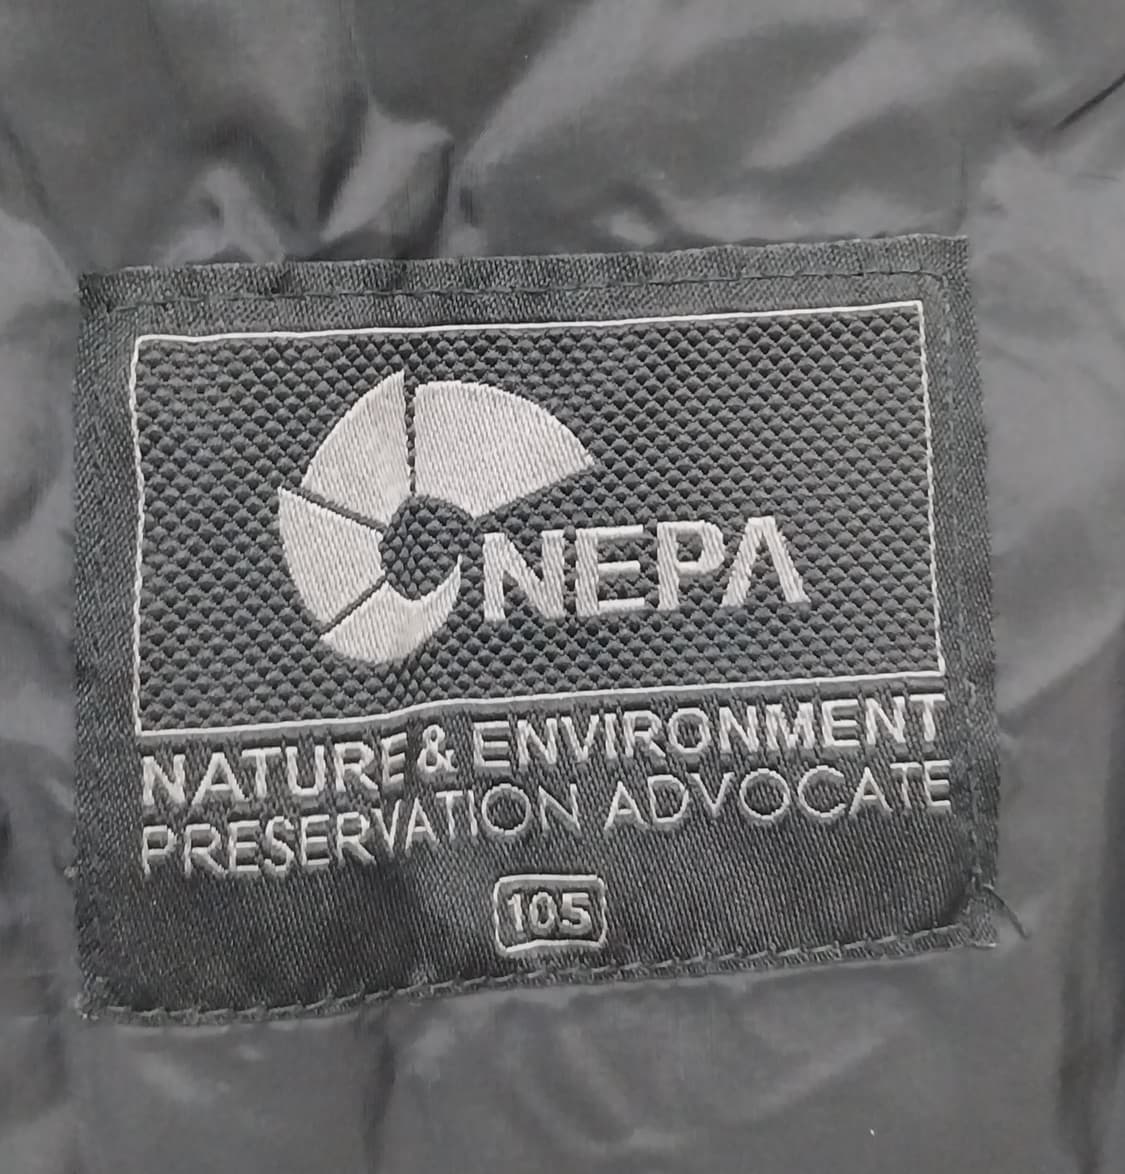 NEPA
NATURE & ENVIRONMENT
PRESERVATION ADVOCATE
105